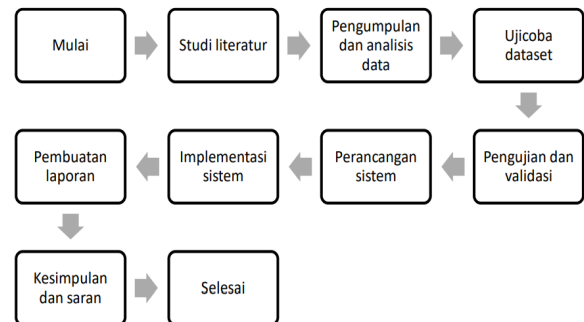 Mulai
Studi literatur
Pengumpulan
dan analisis
data
Ujicoba
dataset
Pengujian dan
validasi
Perancangan
sistem
Implementasi
sistem
Pembuatan
laporan
Kesimpulan
dan saran
Selesai